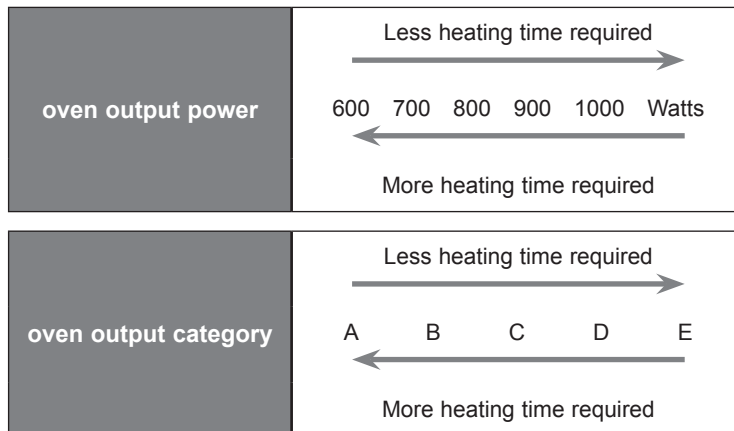 Less heating time required
oven output power
600 700 800 900 1000 Watts
More heating time required
Less heating time required
oven output category
A B C D E
More heating time required